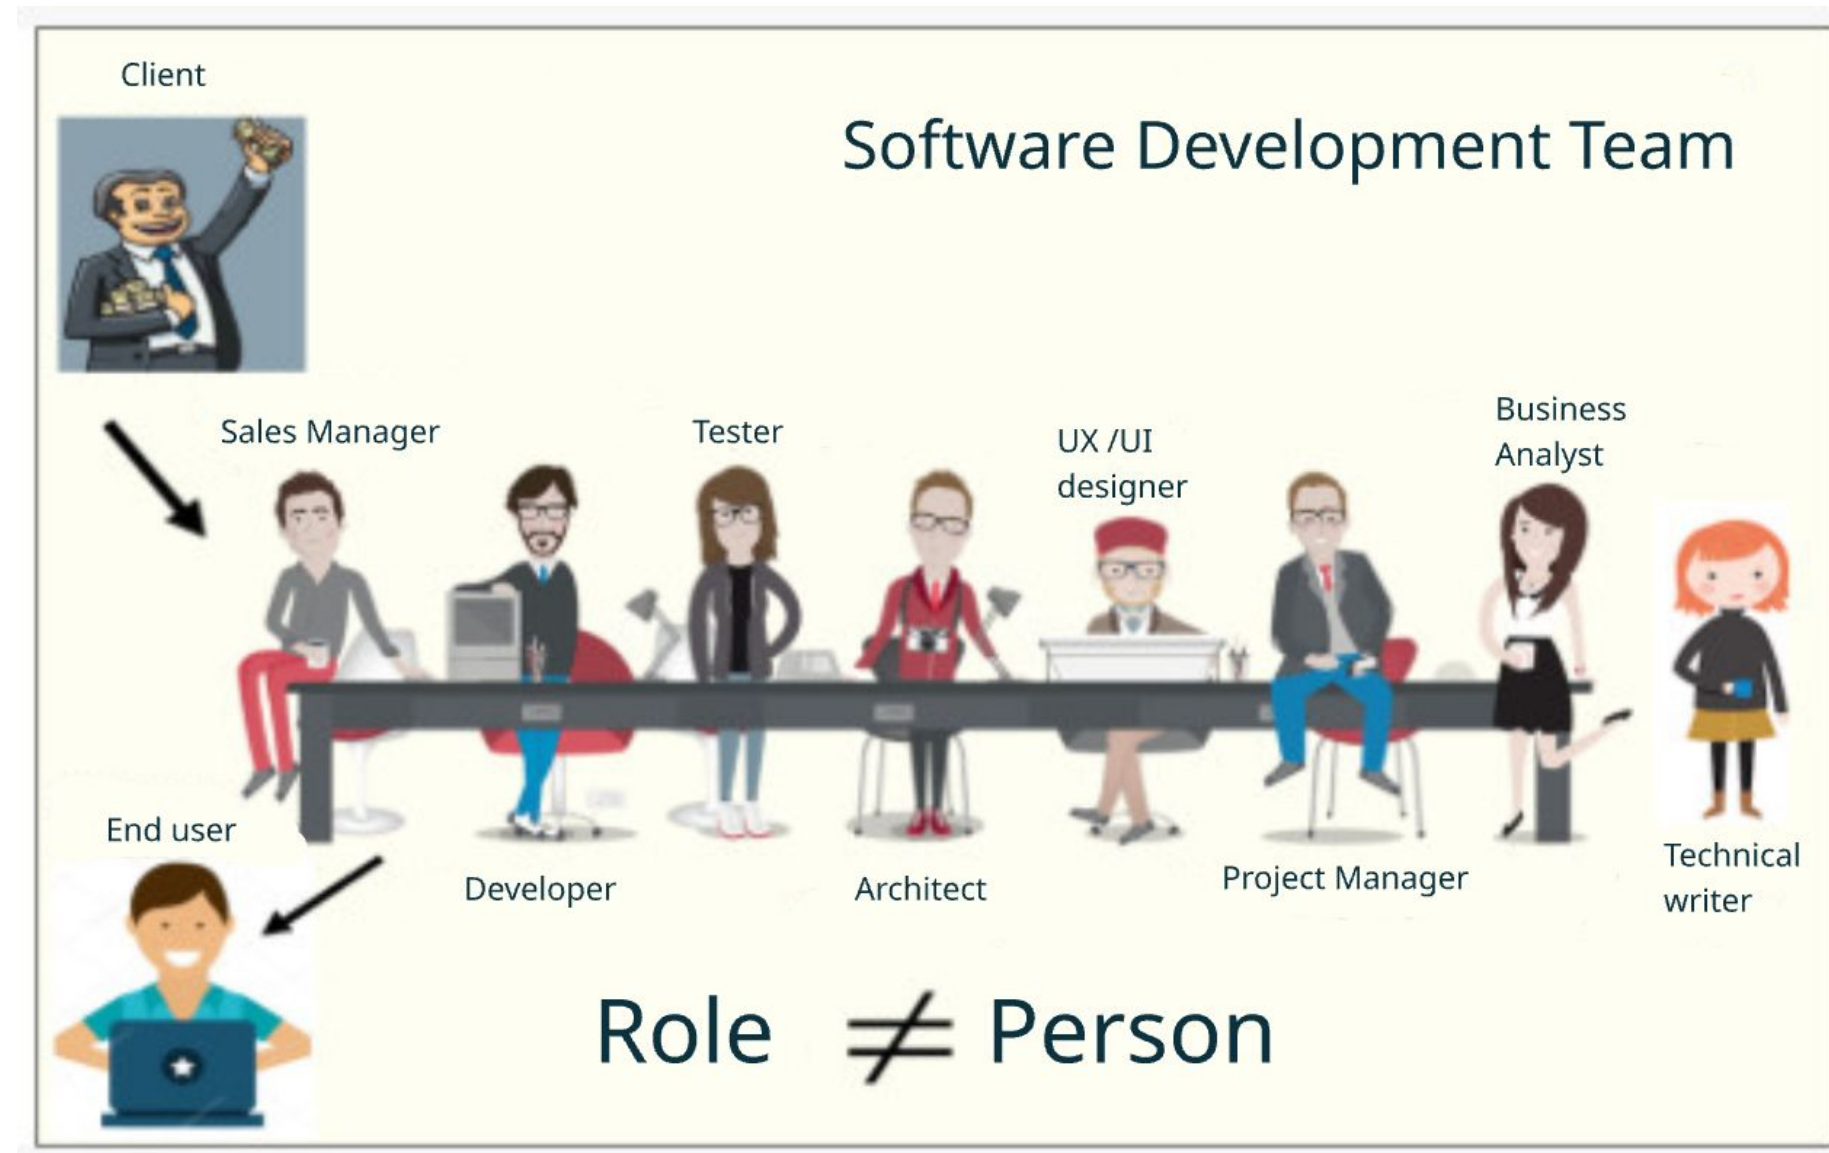 Client
Software Development Team
Sales Manager
Tester
UX /UI
designer
Business
Analyst
End user
Developer
Architect
Project Manager
Technical
writer
Role ≠ Person